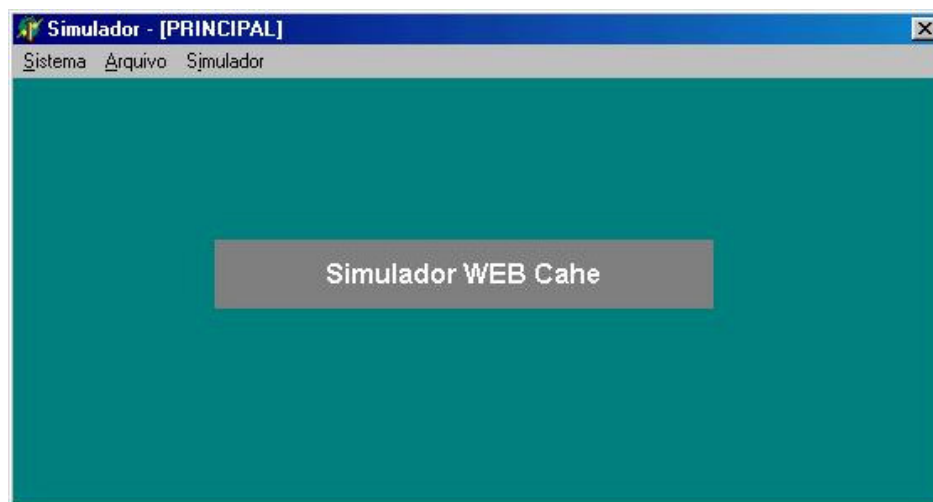 Simulador - [PRINCIPAL]
Sistema Arquivo Simulador
Simulador WEB Cahe